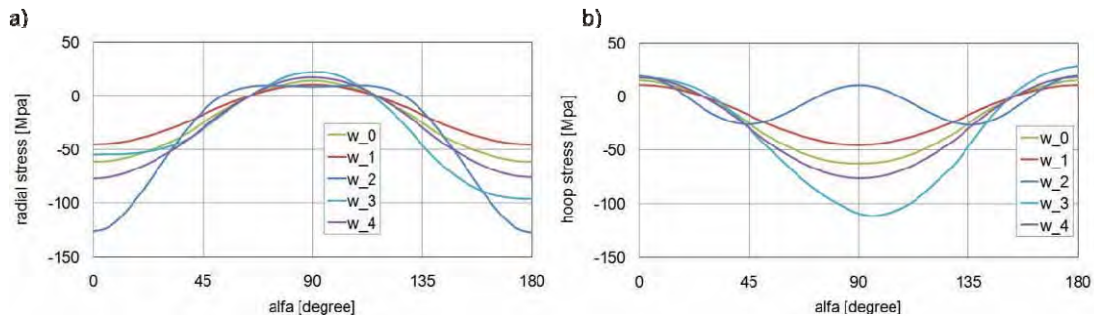 a)
50
0
-50
-100
-150
radial stress [Mpa]
w_0
w_1
w_2
w_3
w_4
0 45 90 135 180
alfa [degree]
b)
50
0
-50
-100
-150
hoop stress [Mpa]
w_0
w_1
w_2
w_3
w_4
0 45 90 135 180
alfa [degree]